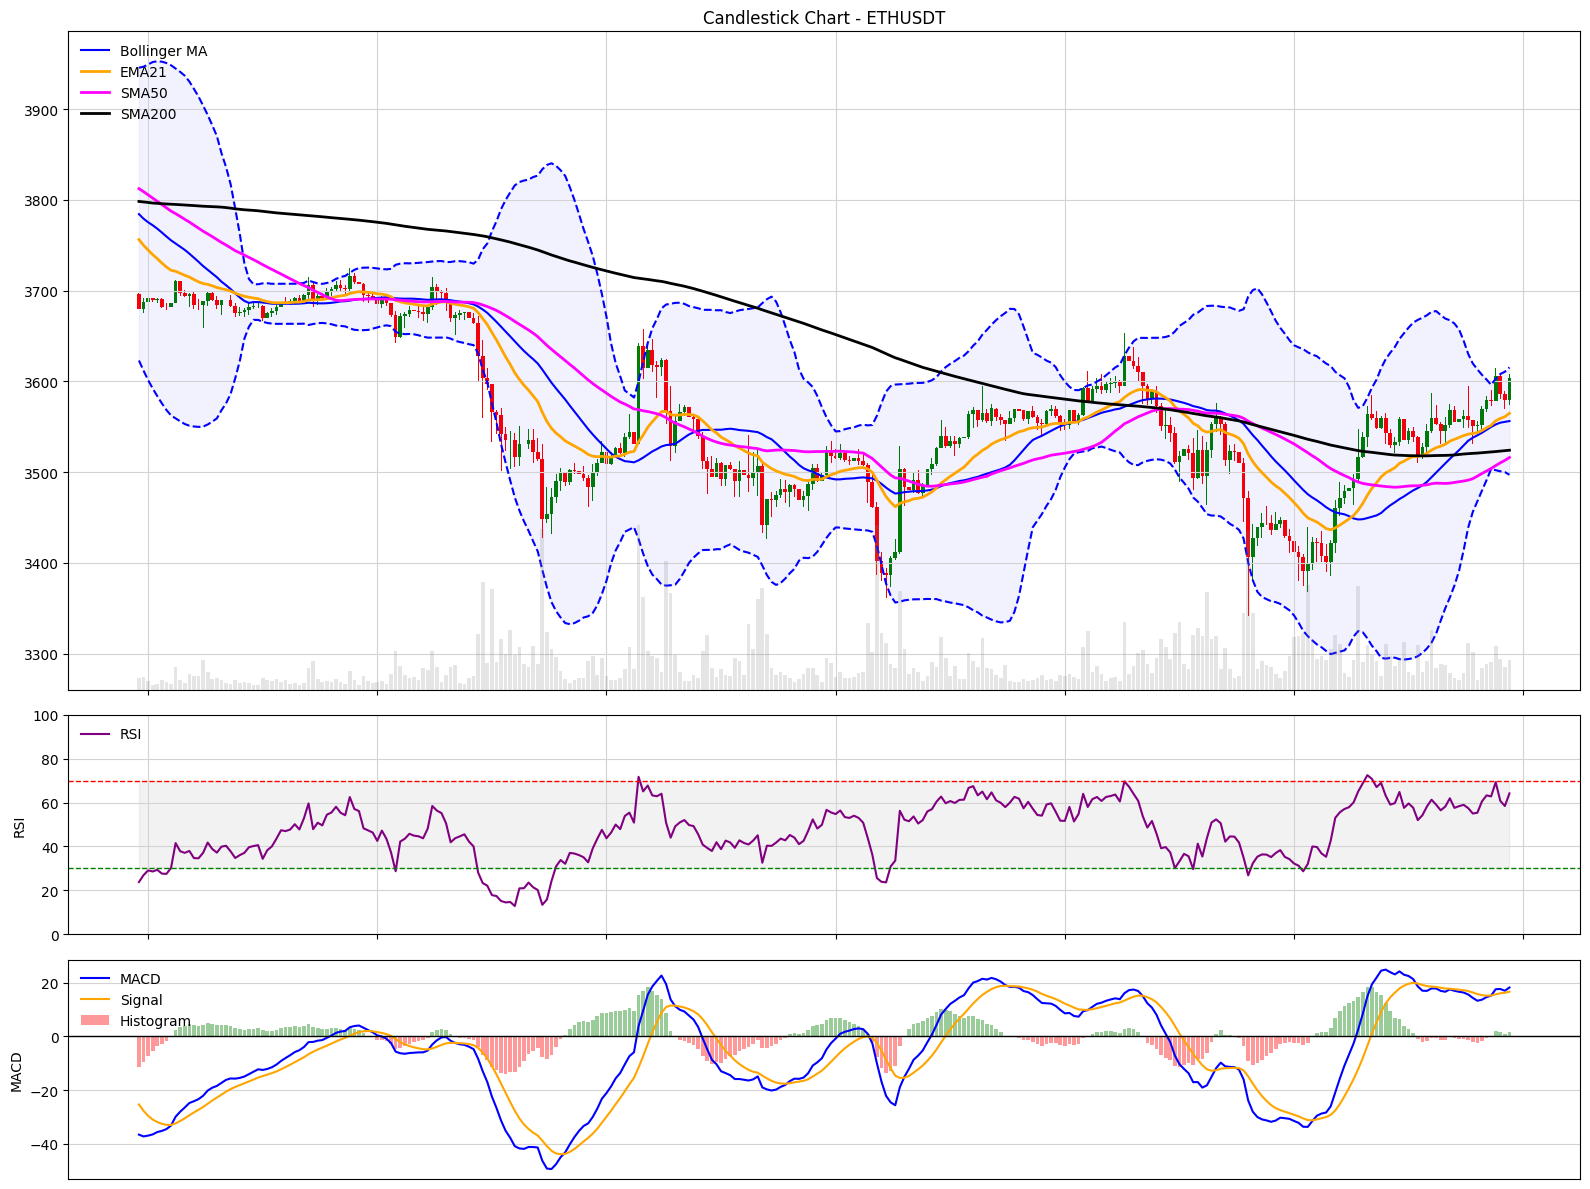 Candlestick Chart - ETHUSDT
Bollinger MA
EMA21
SMA50
SMA200
3900
3800
3700
3600
3500
3400
3300
RSI
100
80
60
40
20
0
RSI
MACD
Signal
Histogram
20
0
−20
−40
MACD